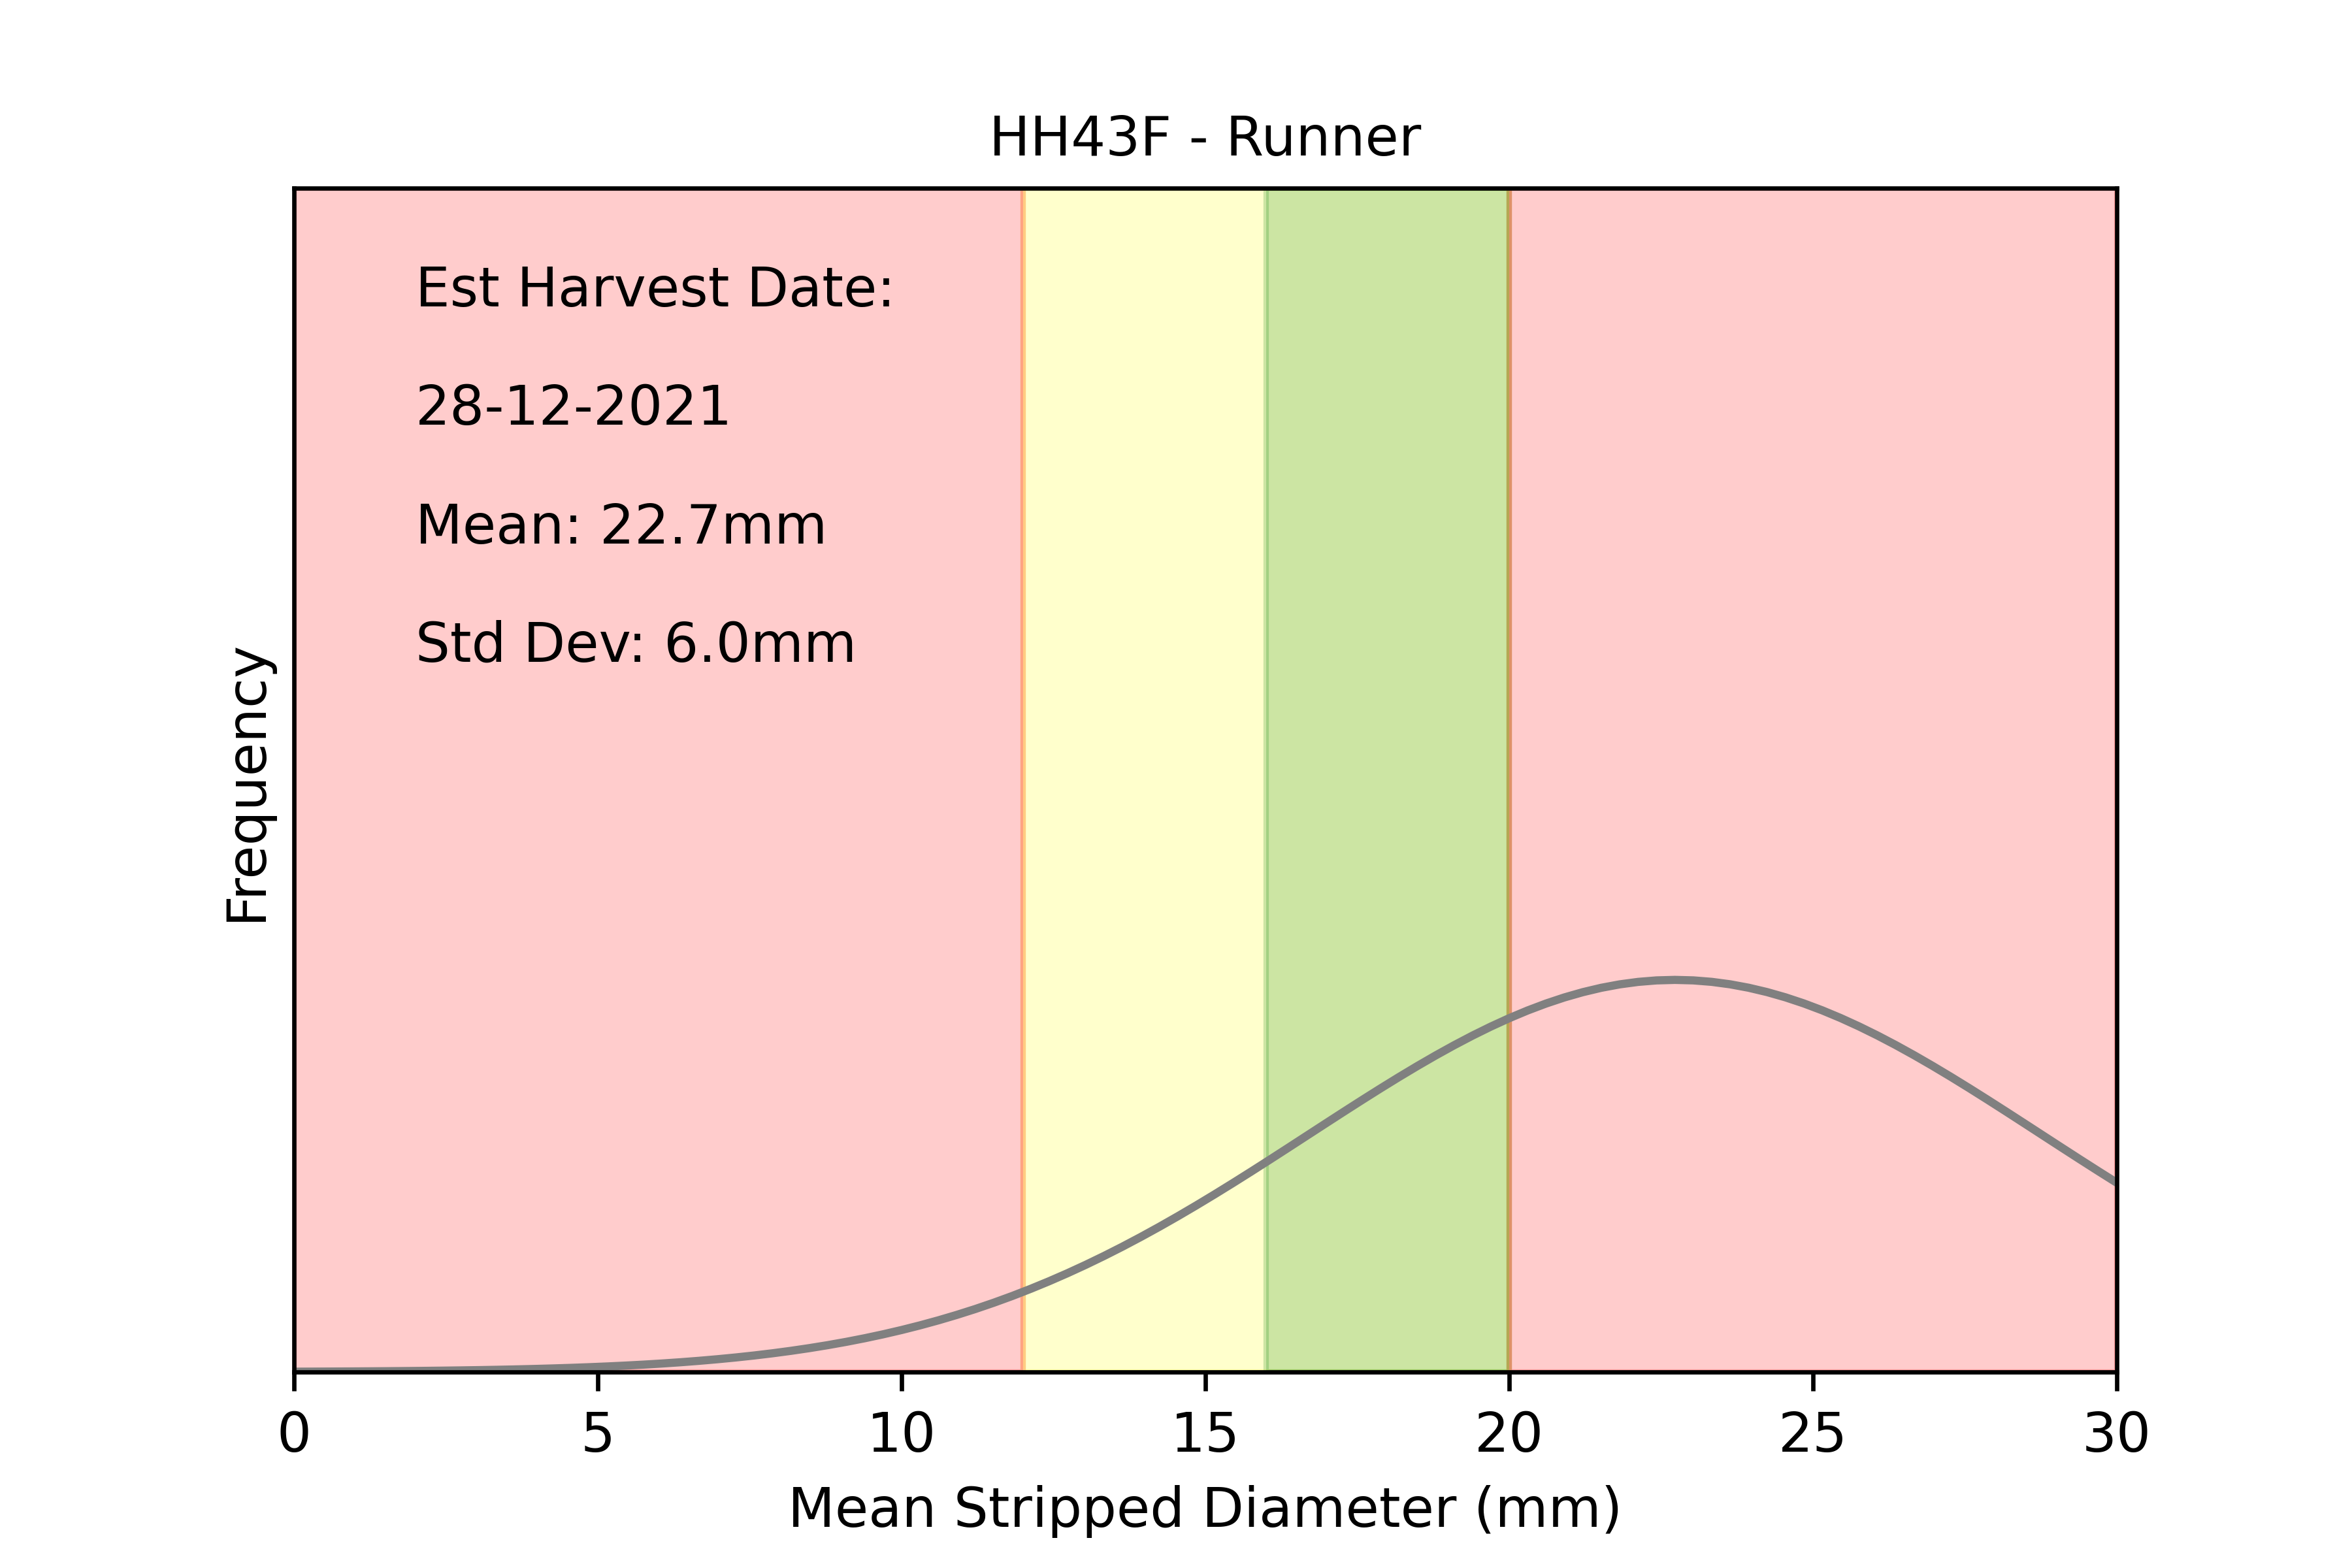 HH43F - Runner
Est Harvest Date:
28-12-2021
Mean: 22.7mm
Std Dev: 6.0mm
Frequency
0 5 10 15 20 25 30
Mean Stripped Diameter (mm)